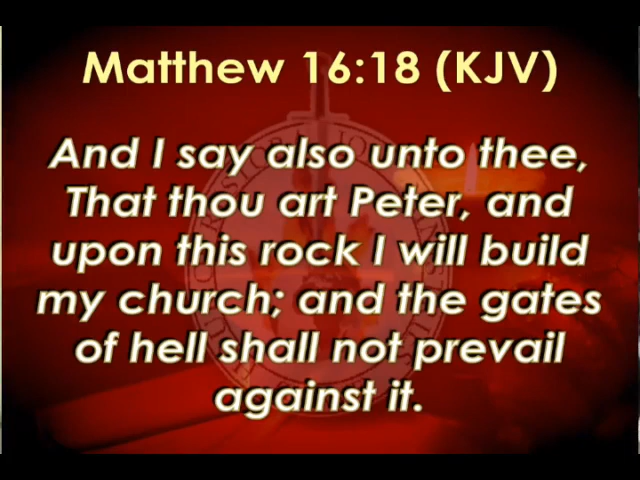 Matthew 16:18 (KJV)
And I say also unto thee,
That thou art Peter, and
upon this rock I will build
my church; and the gates
of hell shall not prevail
against it.